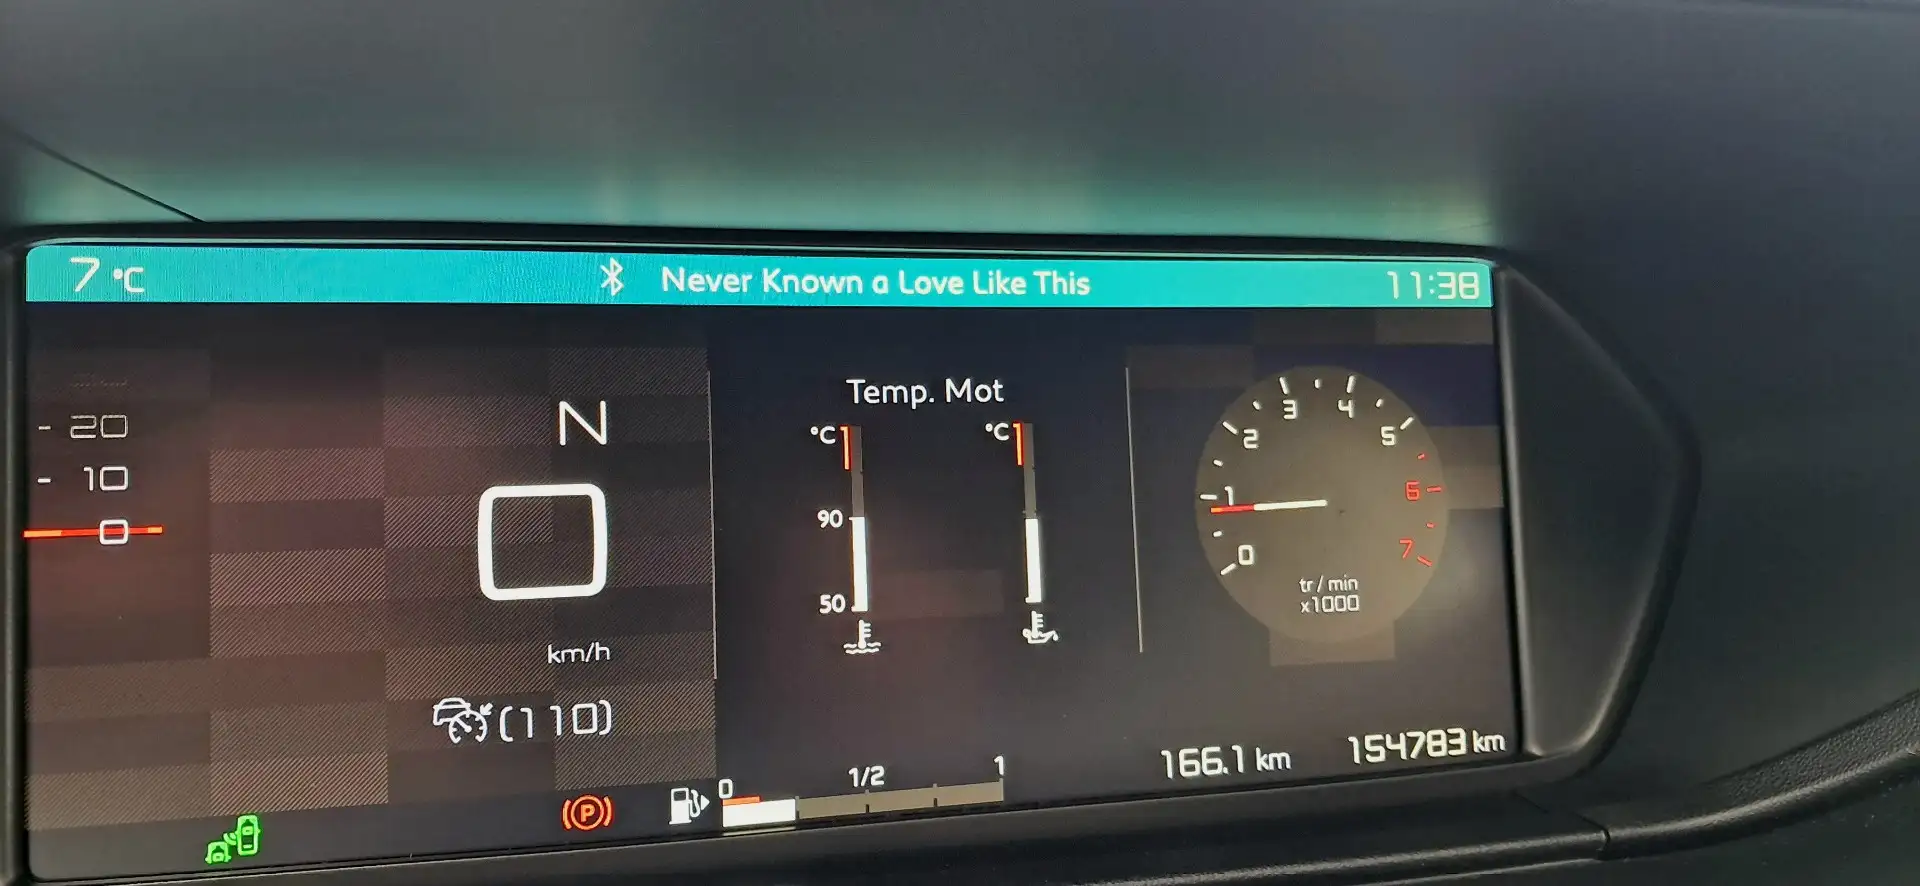 7 °C
Never Known a Love Like This
11:38
- 20
- 10
0
N
0
km/h
(110)
Temp. Mot
°C
90
50
°C
0
1
2
3
4
5
6
7
tr/min
x1000
P
0
1/2
1
166.1 km
154783 km